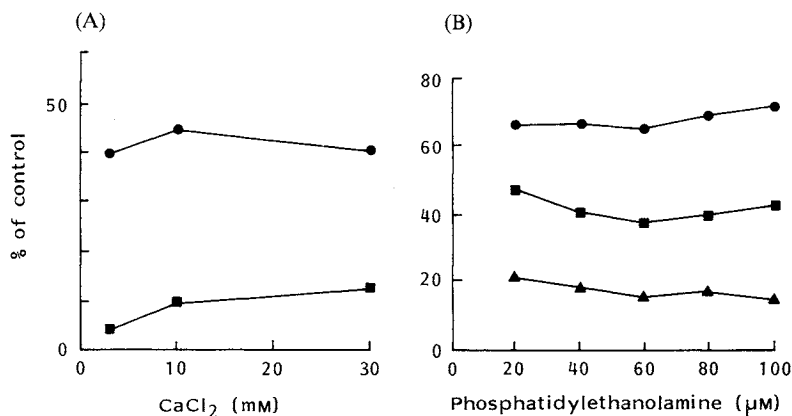 (A)
50
0
% of control
0 10 20 30
CaCl₂ (mM)
(B)
80
60
40
20
0
0 20 40 60 80 100
Phosphatidylethanolamine (μM)